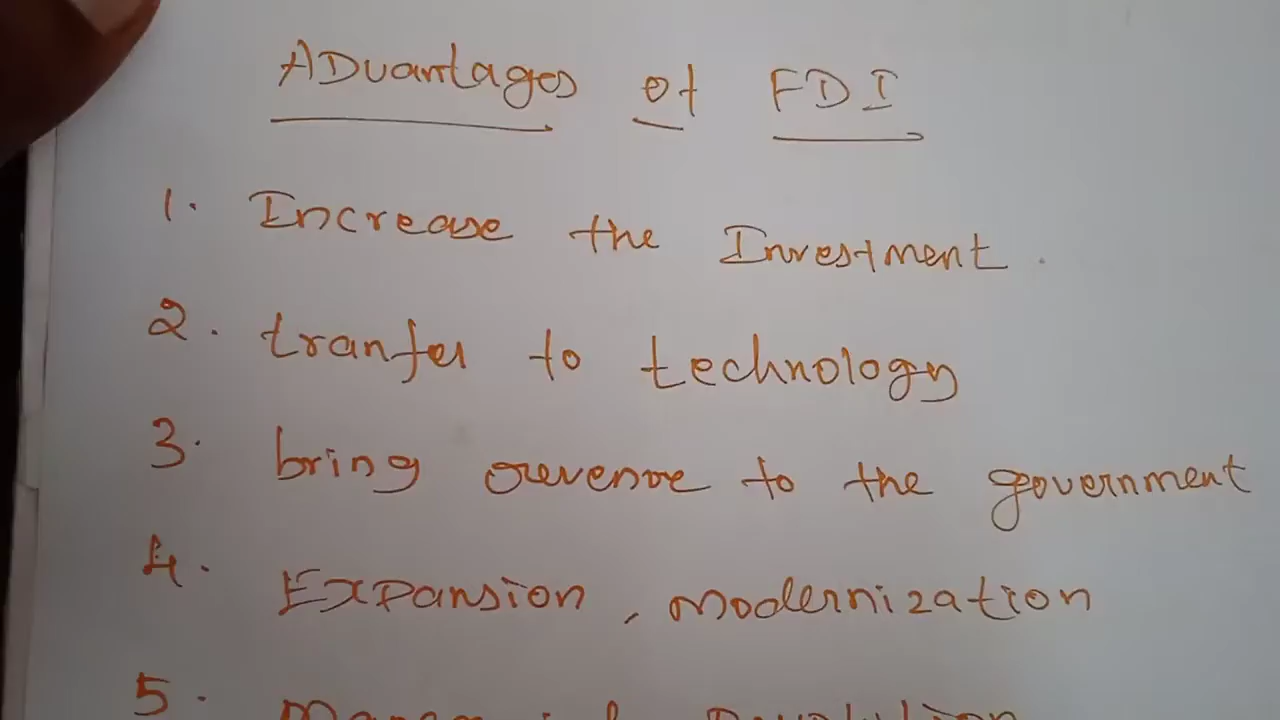 ADvantages of FDI
1. Increase the Investment.
2. tranfer to technology
3. bring revenue to the government
4. Expansion, modernization
5.